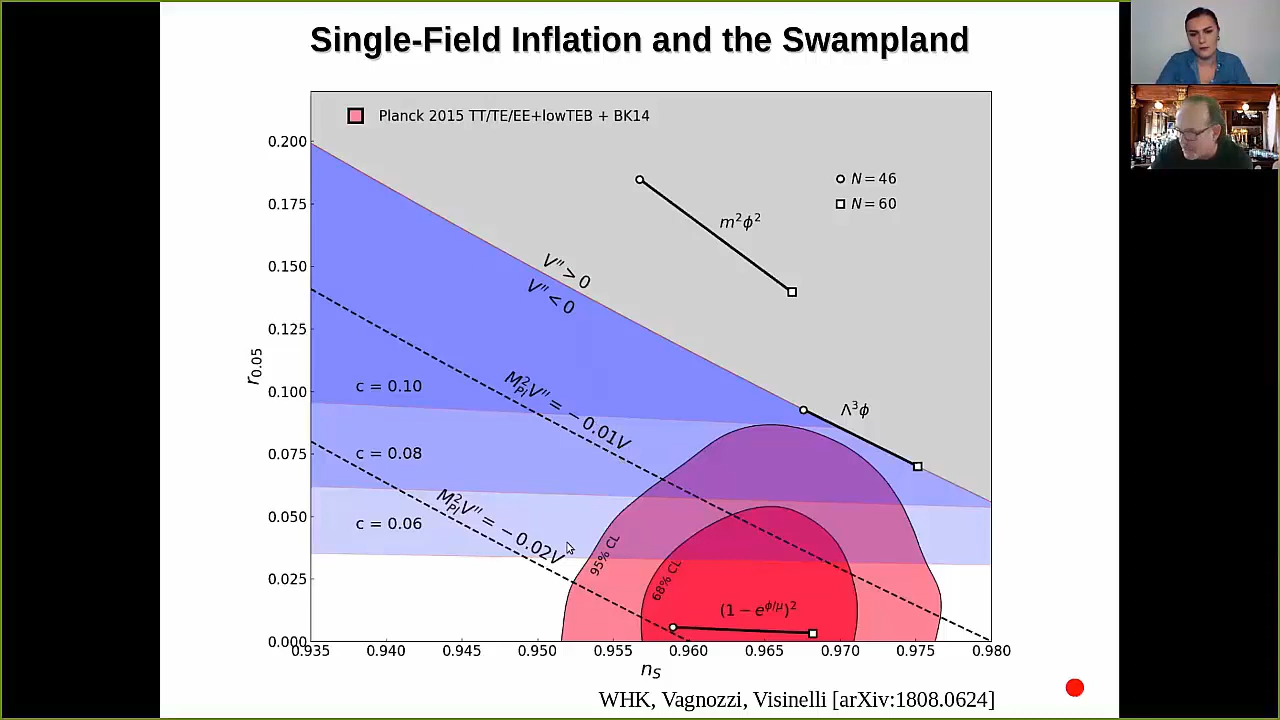 Single-Field Inflation and the Swampland
Planck 2015 TT/TE/EE+lowTEB + BK14
N = 46
N = 60
m²ϕ²
V″ > 0
V″ < 0
Λ³ϕ
M²PlV″ = −0.01V
M²PlV″ = −0.02V
c = 0.10
c = 0.08
c = 0.06
95% CL
68% CL
(1 − e^{ϕ/μ})²
r0.05
0.200
0.175
0.150
0.125
0.100
0.075
0.050
0.025
0.000
0.935 0.940 0.945 0.950 0.955 0.960 0.965 0.970 0.975 0.980
nS
WHK, Vagnozzi, Visinelli [arXiv:1808.0624]